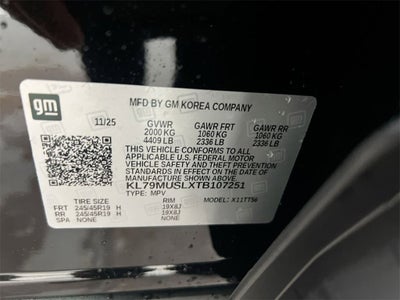 gm
MFD BY GM KOREA COMPANY
11/25 GVWR GAWR FRT GAWR RR
2000 KG 1060 KG 1060 KG
4409 LB 2336 LB 2336 LB
THIS VEHICLE CONFORMS TO ALL
APPLICABLE U.S. FEDERAL MOTOR
VEHICLE SAFETY, BUMPER, AND THEFT PREVENTION
STANDARDS IN EFFECT ON THE DATE
OF MANUFACTURE SHOWN ABOVE.
KL79MUSLXTB107251
TYPE: MPV MODEL: X11TT56
TIRE SIZE RIM
FRT 245/45R19 H 19X8J
RR 245/45R19 H 19X8J
SPA NONE NONE